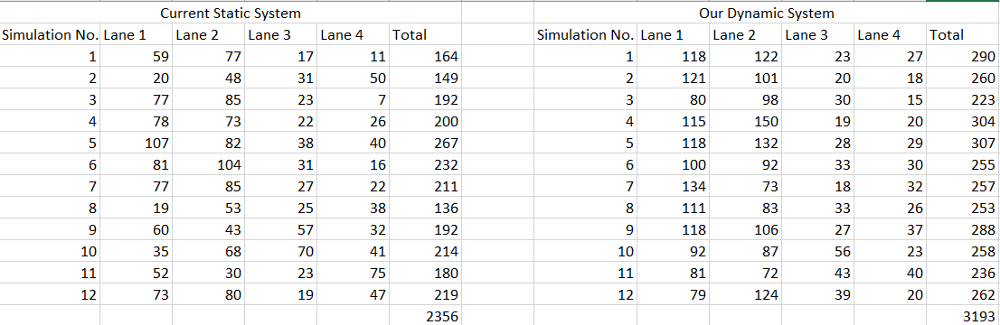 Current Static System Our Dynamic System
Simulation No. Lane 1 Lane 2 Lane 3 Lane 4 Total Simulation No. Lane 1 Lane 2 Lane 3 Lane 4 Total
1 59 77 17 11 164 1 118 122 23 27 290
2 20 48 31 50 149 2 121 101 20 18 260
3 77 85 23 7 192 3 80 98 30 15 223
4 78 73 22 26 200 4 115 150 19 20 304
5 107 82 38 40 267 5 118 132 28 29 307
6 81 104 31 16 232 6 100 92 33 30 255
7 77 85 27 22 211 7 134 73 18 32 257
8 19 53 25 38 136 8 111 83 33 26 253
9 60 43 57 32 192 9 118 106 27 37 288
10 35 68 70 41 214 10 92 87 56 23 258
11 52 30 23 75 180 11 81 72 43 40 236
12 73 80 19 47 219 12 79 124 39 20 262
2356 3193